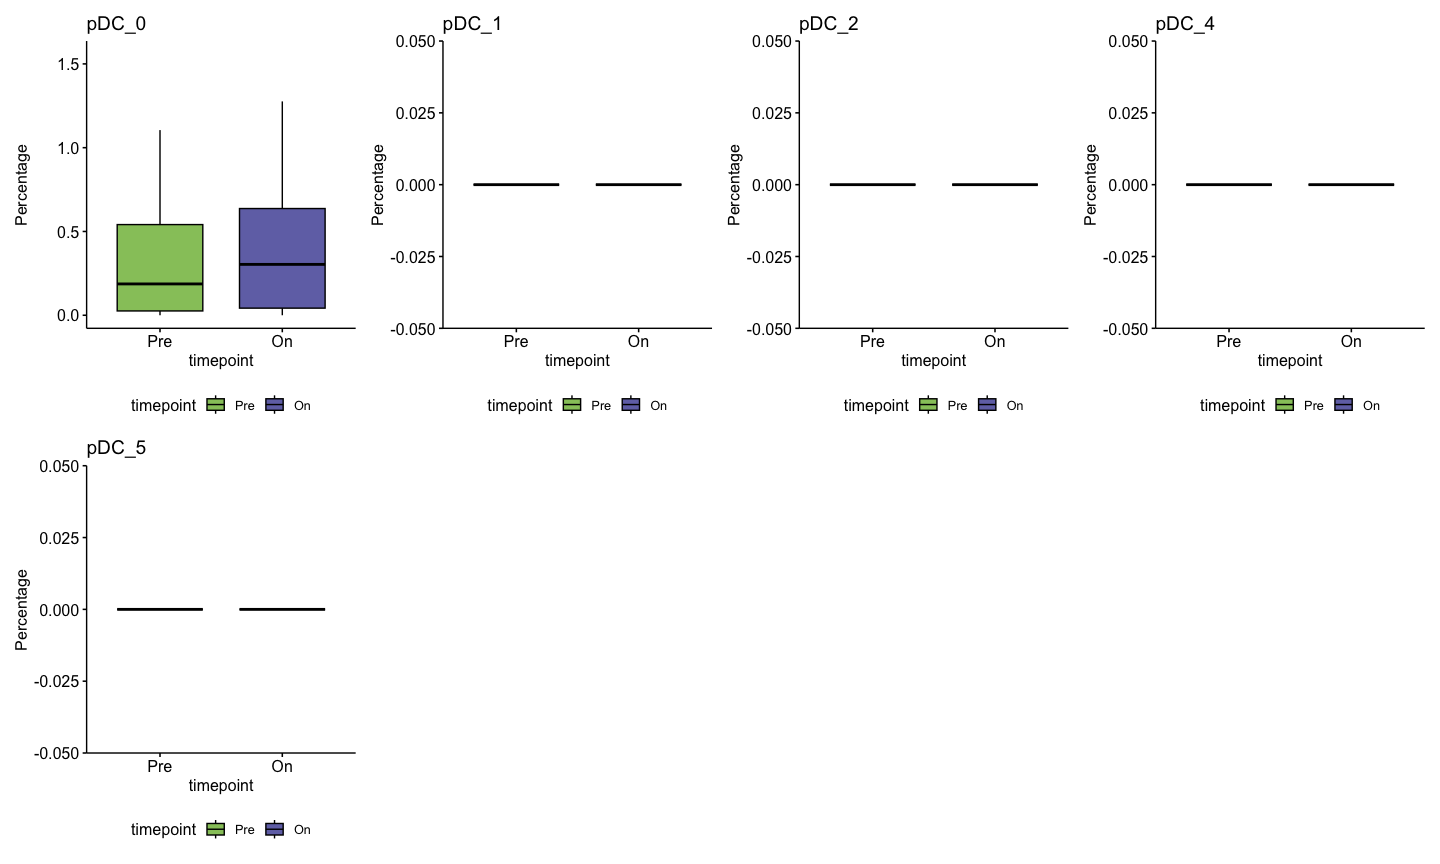 pDC_0
Percentage
1.5
1.0
0.5
0.0
Pre On
timepoint
timepoint Pre On
pDC_1
Percentage
0.050
0.025
0.000
-0.025
-0.050
Pre On
timepoint
timepoint Pre On
pDC_2
Percentage
0.050
0.025
0.000
-0.025
-0.050
Pre On
timepoint
timepoint Pre On
pDC_4
Percentage
0.050
0.025
0.000
-0.025
-0.050
Pre On
timepoint
timepoint Pre On
pDC_5
Percentage
0.050
0.025
0.000
-0.025
-0.050
Pre On
timepoint
timepoint Pre On